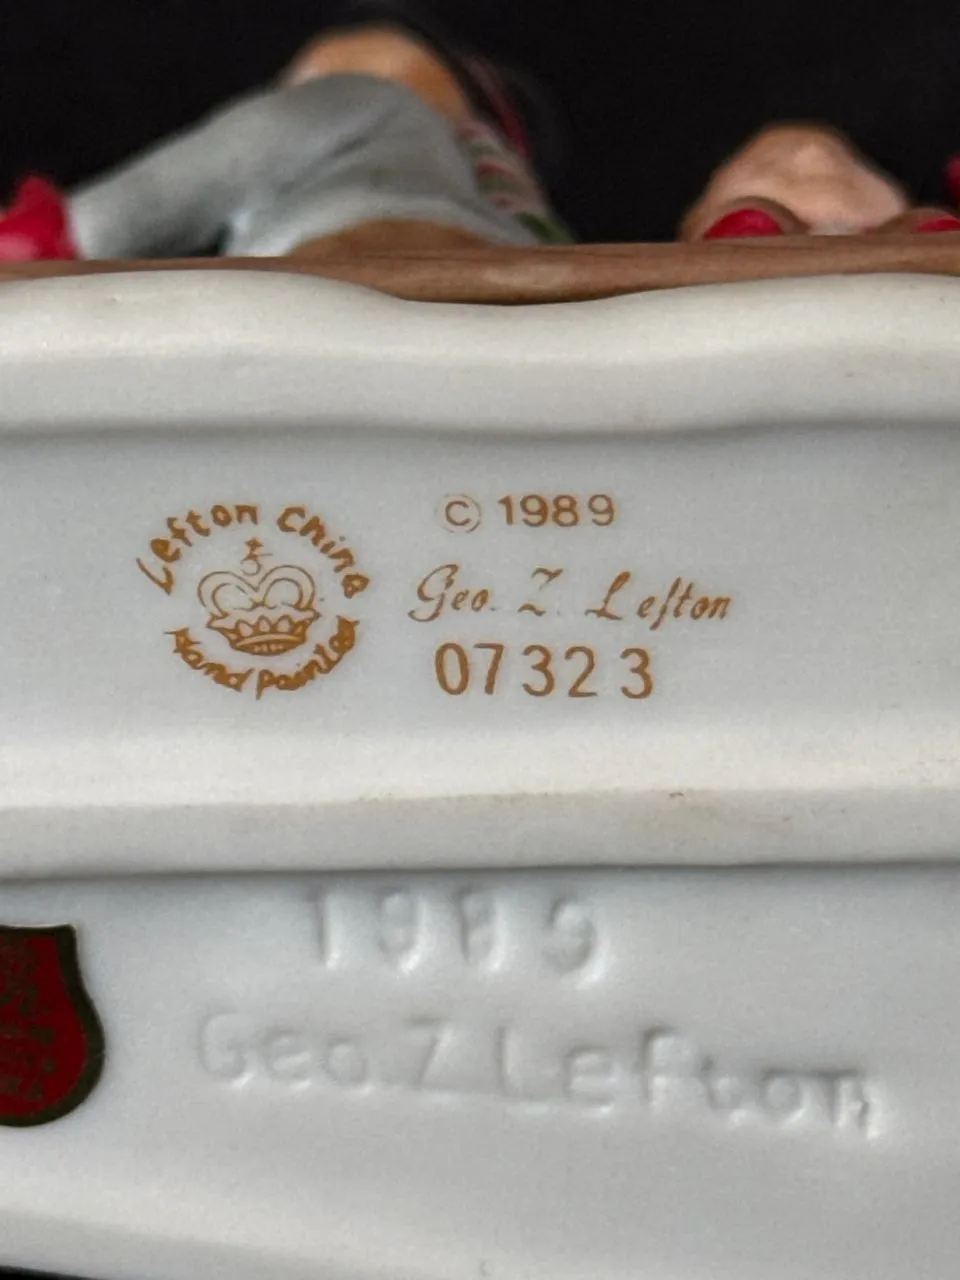 Lefton China
Hand Painted
© 1989
Geo. Z. Lefton
07323
1989
Geo. Z Lefton